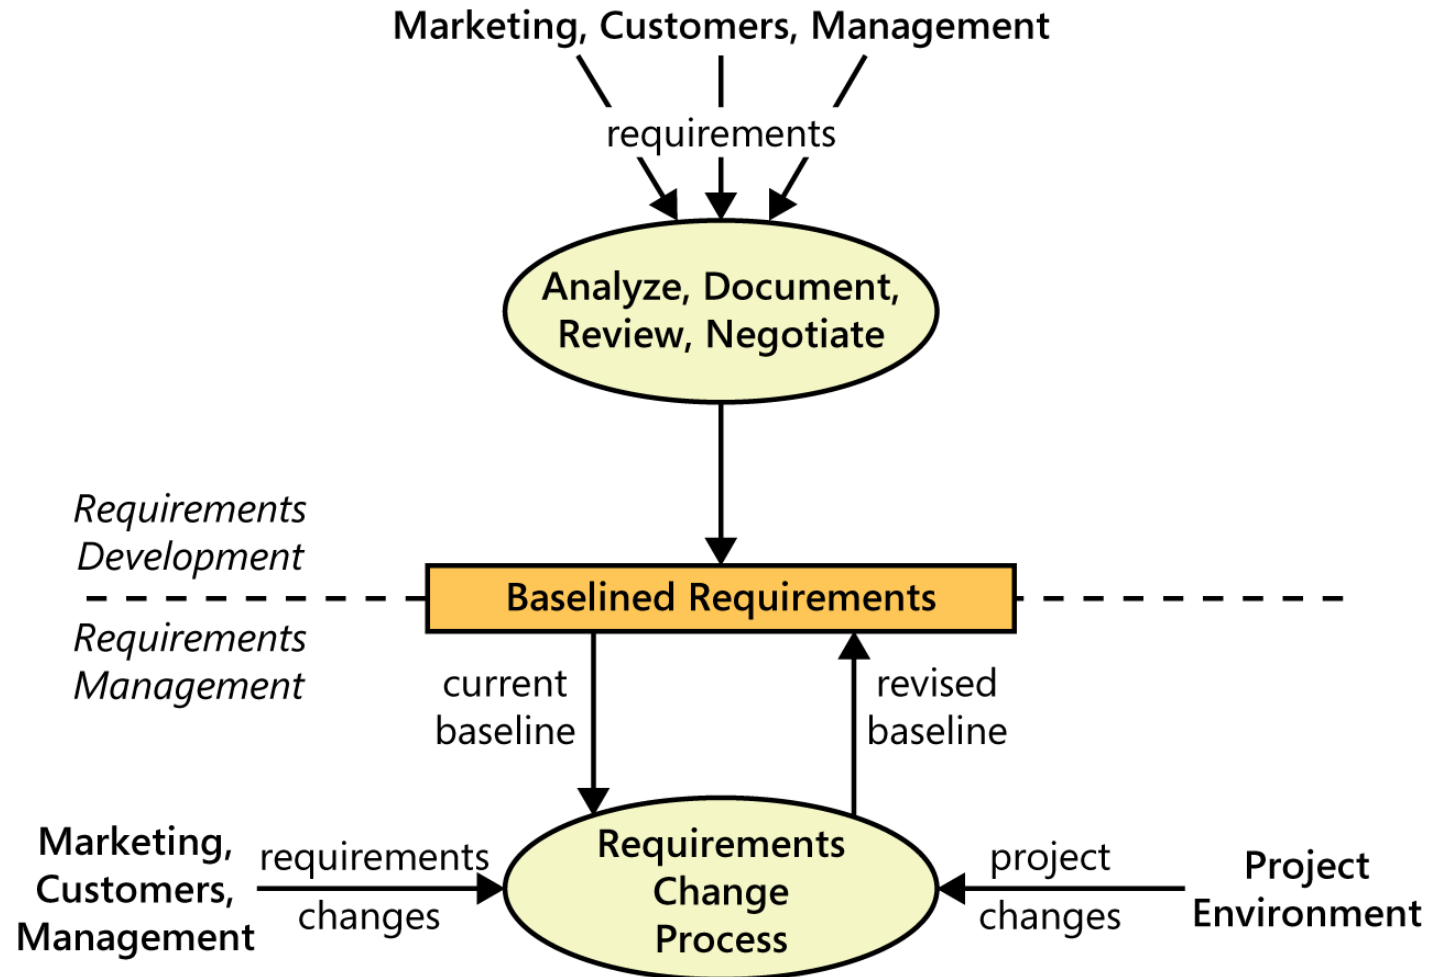 Marketing, Customers, Management
requirements
Analyze, Document,
Review, Negotiate
Requirements
Development
Baselined Requirements
Requirements
Management
current
baseline
revised
baseline
Marketing,
Customers,
Management
requirements
changes
Requirements
Change
Process
project
changes
Project
Environment